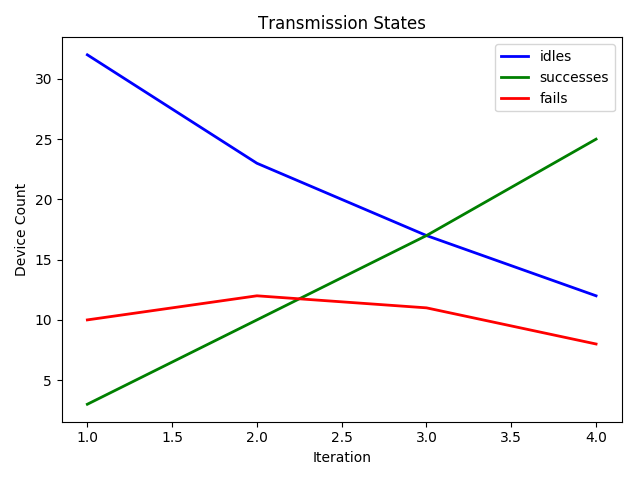 Transmission States
idles
successes
fails
Device Count
30
25
20
15
10
5
1.0 1.5 2.0 2.5 3.0 3.5 4.0
Iteration